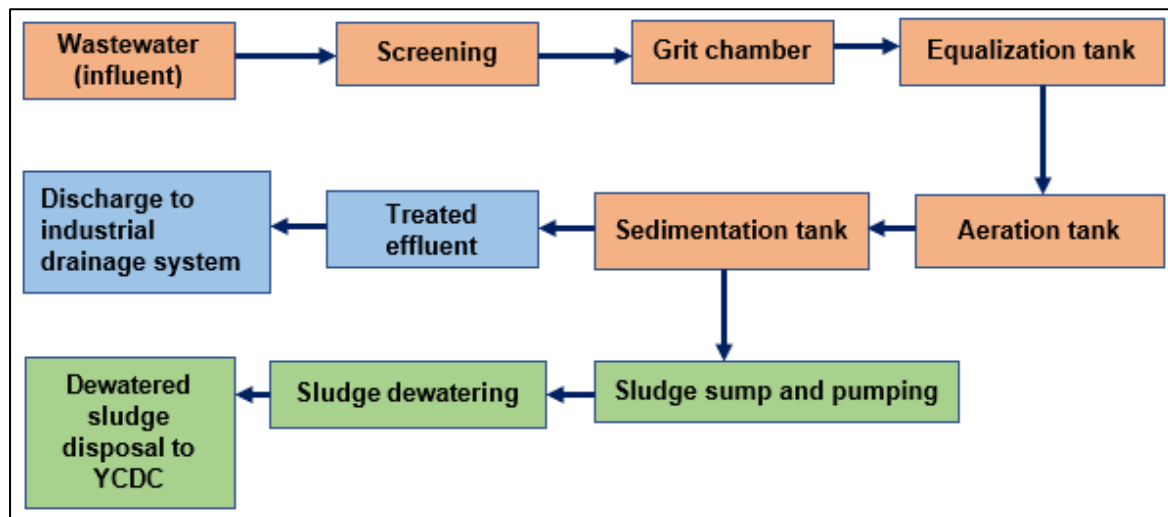 Wastewater
(influent)
Screening
Grit chamber
Equalization tank
Discharge to
industrial
drainage system
Treated
effluent
Sedimentation tank
Aeration tank
Dewatered
sludge
disposal to
YCDC
Sludge dewatering
Sludge sump and pumping